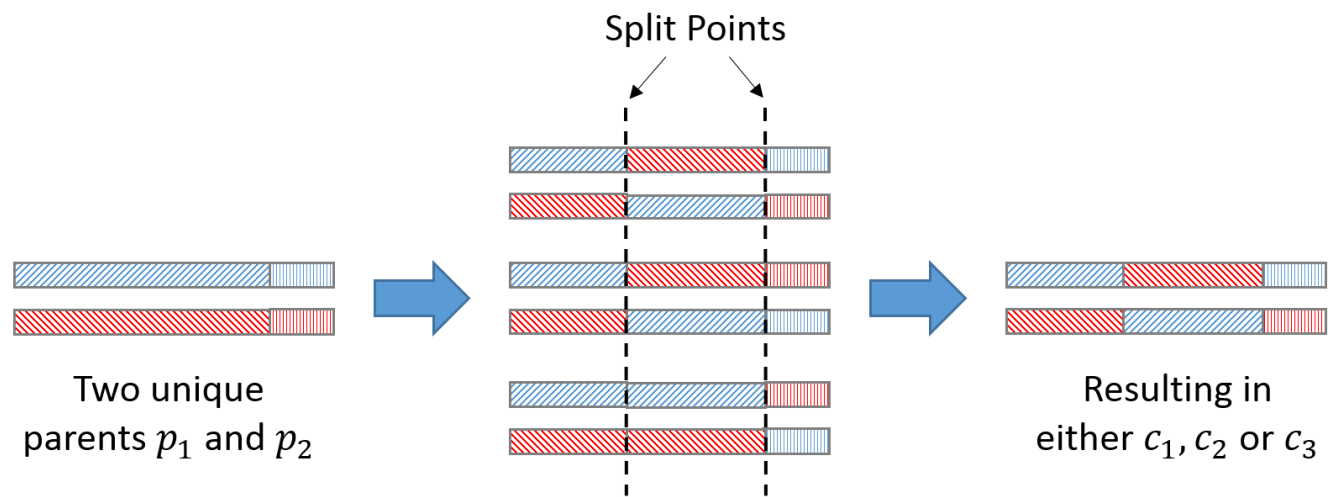 Split Points
Two unique
parents p₁ and p₂
Resulting in
either c₁, c₂ or c₃